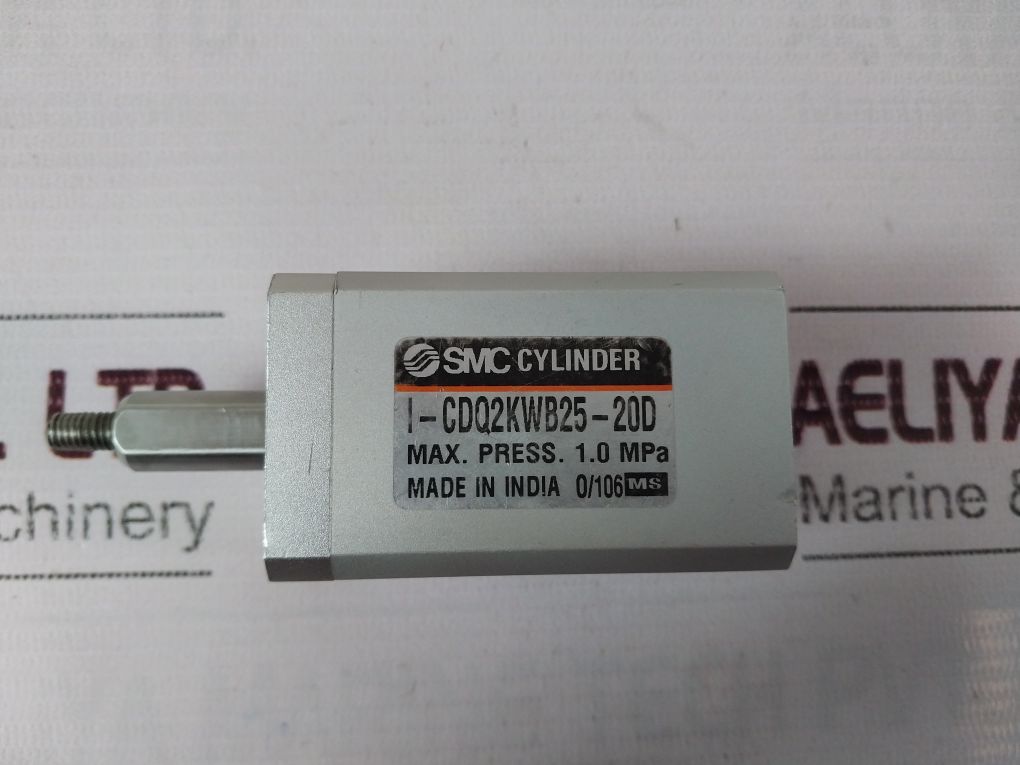 SMC CYLINDER
I-CDQ2KWB25-20D
MAX. PRESS. 1.0 MPa
MADE IN INDIA 0/106 MS
LTD
AELIYA
chinery
Marine &